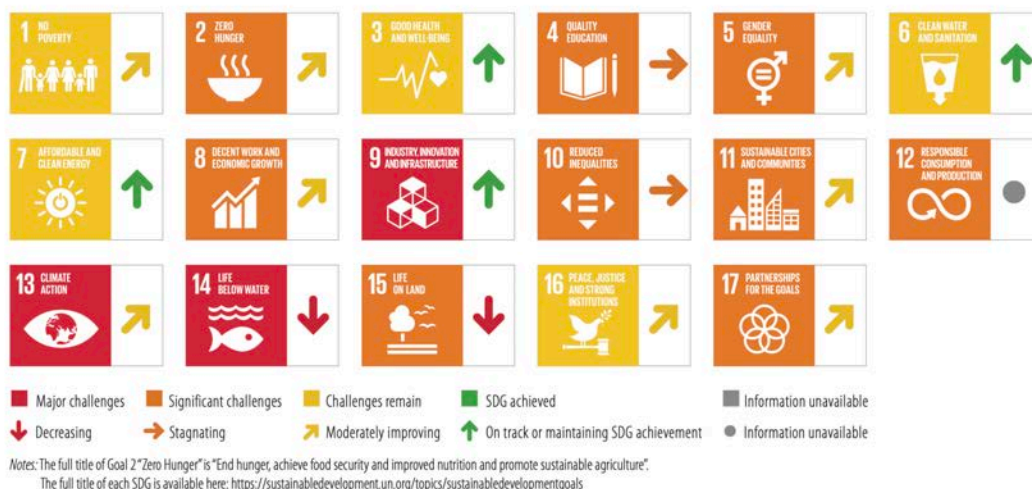 1 NO POVERTY
2 ZERO HUNGER
3 GOOD HEALTH AND WELL-BEING
4 QUALITY EDUCATION
5 GENDER EQUALITY
6 CLEAN WATER AND SANITATION
7 AFFORDABLE AND CLEAN ENERGY
8 DECENT WORK AND ECONOMIC GROWTH
9 INDUSTRY, INNOVATION AND INFRASTRUCTURE
10 REDUCED INEQUALITIES
11 SUSTAINABLE CITIES AND COMMUNITIES
12 RESPONSIBLE CONSUMPTION AND PRODUCTION
13 CLIMATE ACTION
14 LIFE BELOW WATER
15 LIFE ON LAND
16 PEACE, JUSTICE AND STRONG INSTITUTIONS
17 PARTNERSHIPS FOR THE GOALS
Major challenges Significant challenges Challenges remain SDG achieved Information unavailable
Decreasing Stagnating Moderately improving On track or maintaining SDG achievement Information unavailable
Notes: The full title of Goal 2 "Zero Hunger" is "End hunger, achieve food security and improved nutrition and promote sustainable agriculture".
The full title of each SDG is available here: https://sustainabledevelopment.un.org/topics/sustainabledevelopmentgoals